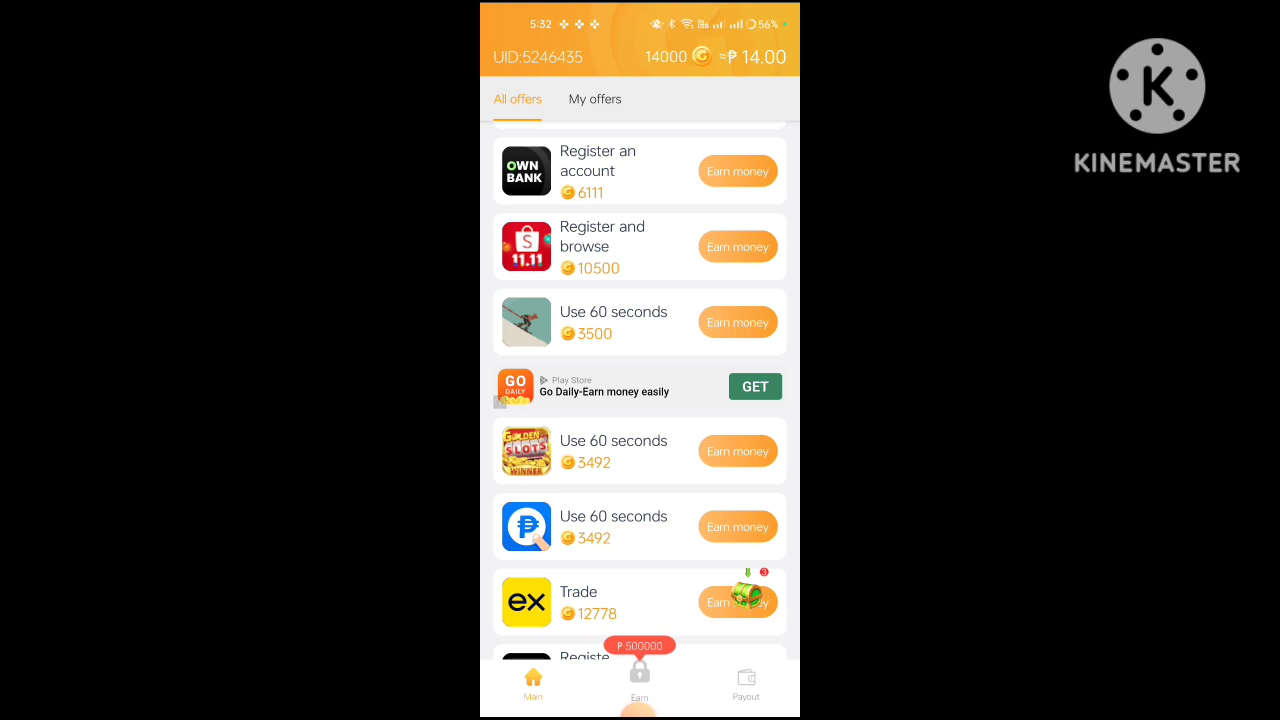 5:32
56%
UID:5246435
14000 G ≈₱ 14.00
All offers
My offers
OWN
BANK
Register an
account
6111
Earn money
S
11.11
Register and
browse
10500
Earn money
Use 60 seconds
3500
Earn money
GO
DAILY
Play Store
Go Daily-Earn money easily
GET
GOLDEN
SLOTS
WINNER
Use 60 seconds
3492
Earn money
₱
Use 60 seconds
3492
Earn money
ex
Trade
12778
Earn
3
₱ 500000
Registe
Main
Earn
Payout
K
KINEMASTER